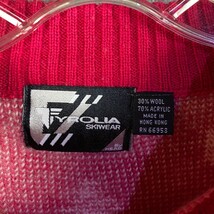 TYROLIA
SKIWEAR
30% WOOL
70% ACRYLIC
MADE IN
HONG KONG
RN 66953